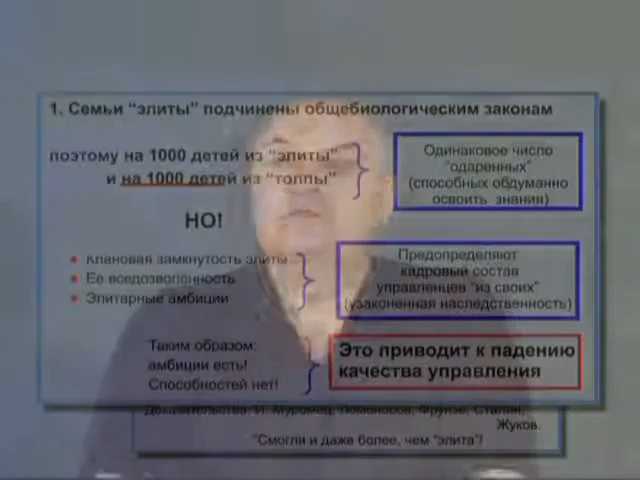 1. Семьи "элиты" подчинены общебиологическим законам
поэтому на 1000 детей из "элиты"
и на 1000 детей из "толпы"
Одинаковое число
"одаренных"
(способных обдуманно
освоить знания)
НО!
Клановая замкнутость элиты
Её вседозволенность
Элитарные амбиции
Предопределяют
кадровый состав
управленцев "из своих"
(узаконенная наследственность)
Таким образом:
амбиции есть!
Способностей нет!
Это приводит к падению
качества управления
Доказательства: И. Муромец, Ломоносов, Фрунзе, Сталин,
Жуков.
"Смогли и даже более, чем "элита"!